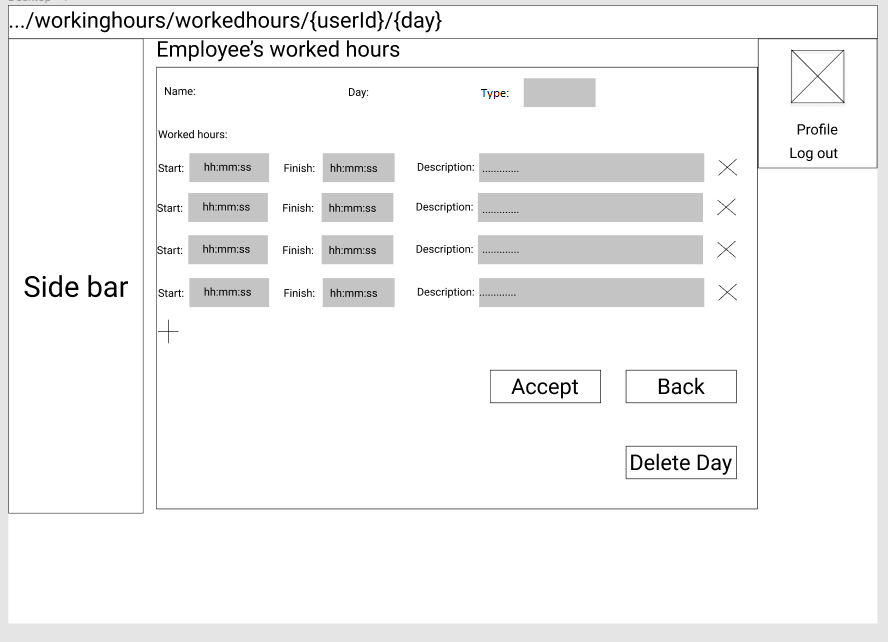 .../workinghours/workedhours/{userId}/{day}
Employee's worked hours
Name: Day: Type:
Profile
Log out
Worked hours:
Start: hh:mm:ss Finish: hh:mm:ss Description: .............
Start: hh:mm:ss Finish: hh:mm:ss Description: .............
Start: hh:mm:ss Finish: hh:mm:ss Description: .............
Start: hh:mm:ss Finish: hh:mm:ss Description: .............
Side bar
Accept Back
Delete Day